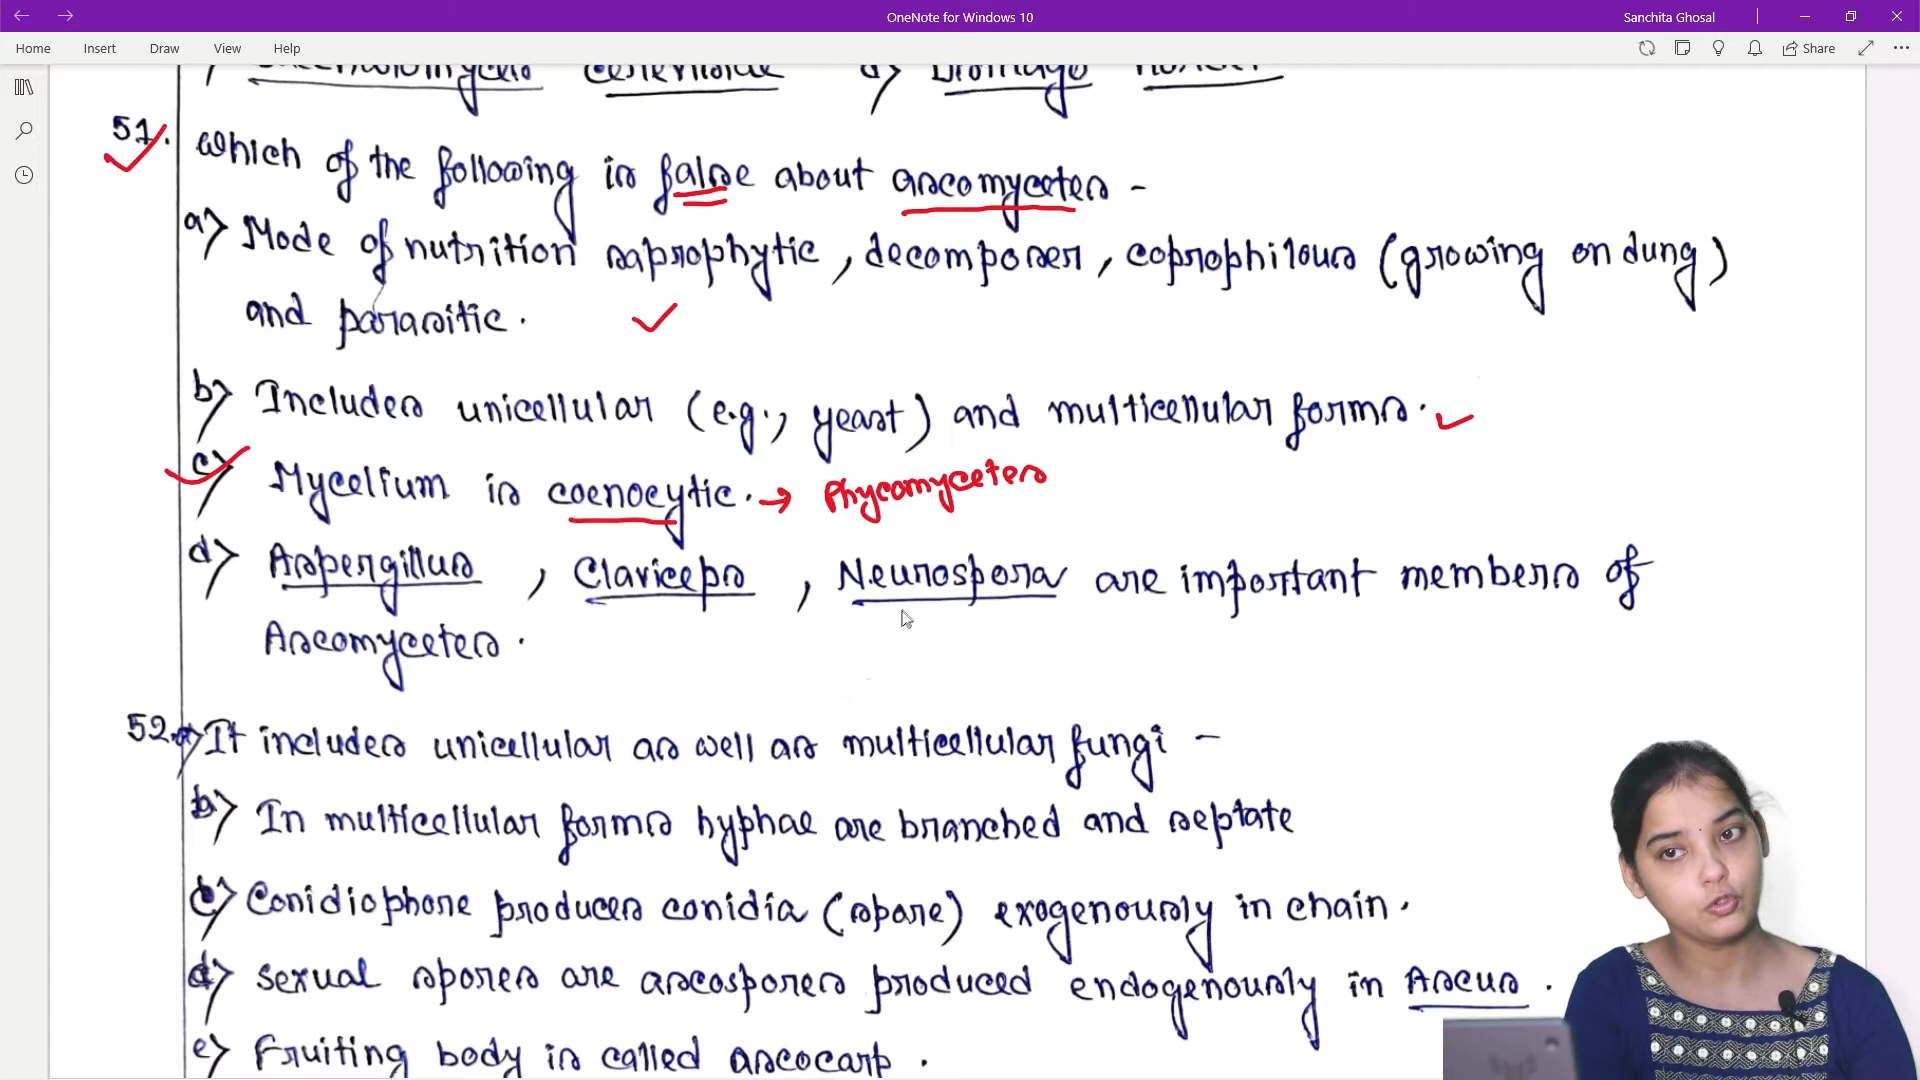 OneNote for Windows 10
Sanchita Ghosal
Home Insert Draw View Help
Share
51. Which of the following is false about ascomycetes -
a) Mode of nutrition saprophytic, decomposer, coprophilous (growing on dung)
and parasitic.
b) Includes unicellular (e.g., yeast) and multicellular forms.
c) Mycelium is coenocytic. → Phycomycetes
d) Aspergillus, Claviceps, Neurospora are important members of
Ascomycetes.
52. a) It includes unicellular as well as multicellular fungi -
b) In multicellular forms hyphae are branched and septate
c) Conidiophore produces conidia (spore) exogenously in chain.
d) Sexual spores are ascospores produced endogenously in Ascus.
e) Fruiting body is called ascocarp.